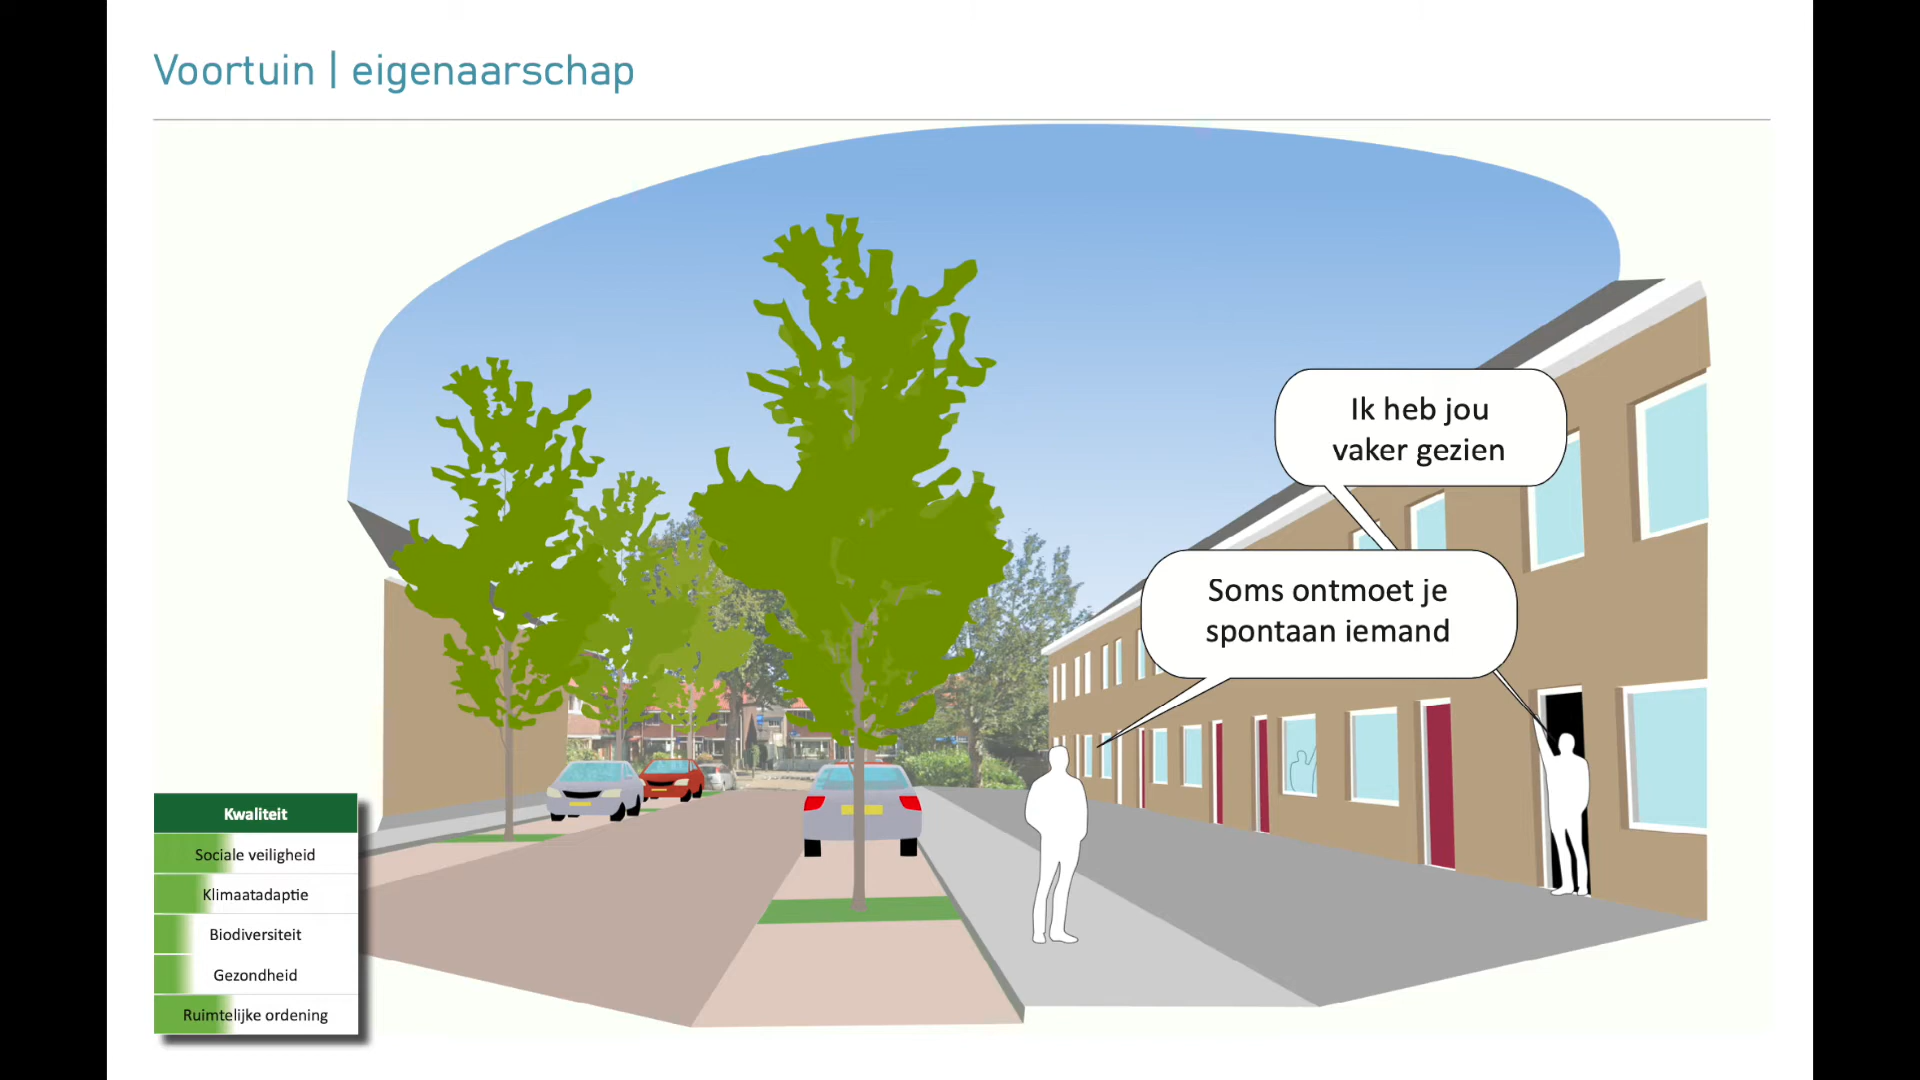 Voortuin | eigenaarschap
Ik heb jou
vaker gezien
Soms ontmoet je
spontaan iemand
Kwaliteit
Sociale veiligheid
Klimaatadaptie
Biodiversiteit
Gezondheid
Ruimtelijke ordening